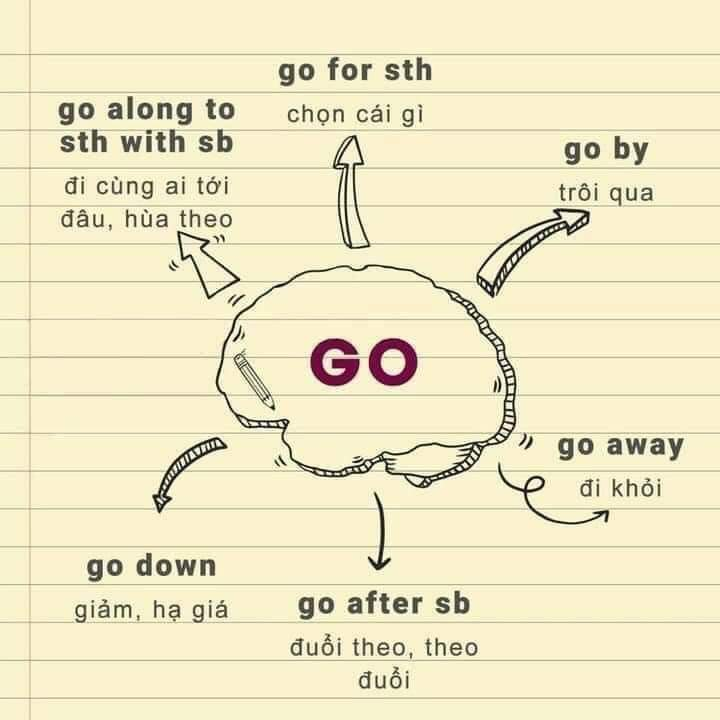 go for sth
chọn cái gì
go along to
sth with sb
đi cùng ai tới
đâu, hùa theo
go by
trôi qua
GO
go away
đi khỏi
go down
giảm, hạ giá
go after sb
đuổi theo, theo
đuổi